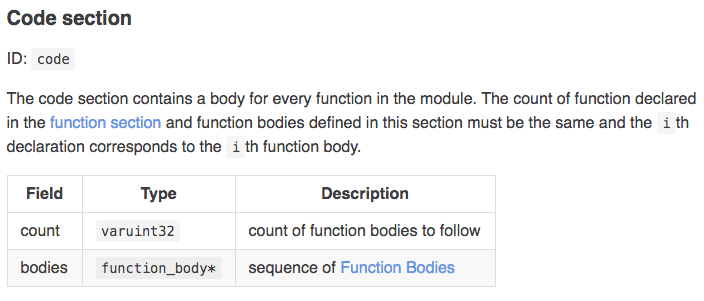 Code section
ID: code
The code section contains a body for every function in the module. The count of function declared
in the function section and function bodies defined in this section must be the same and the i th
declaration corresponds to the i th function body.
Field Type Description
count varuint32 count of function bodies to follow
bodies function_body* sequence of Function Bodies